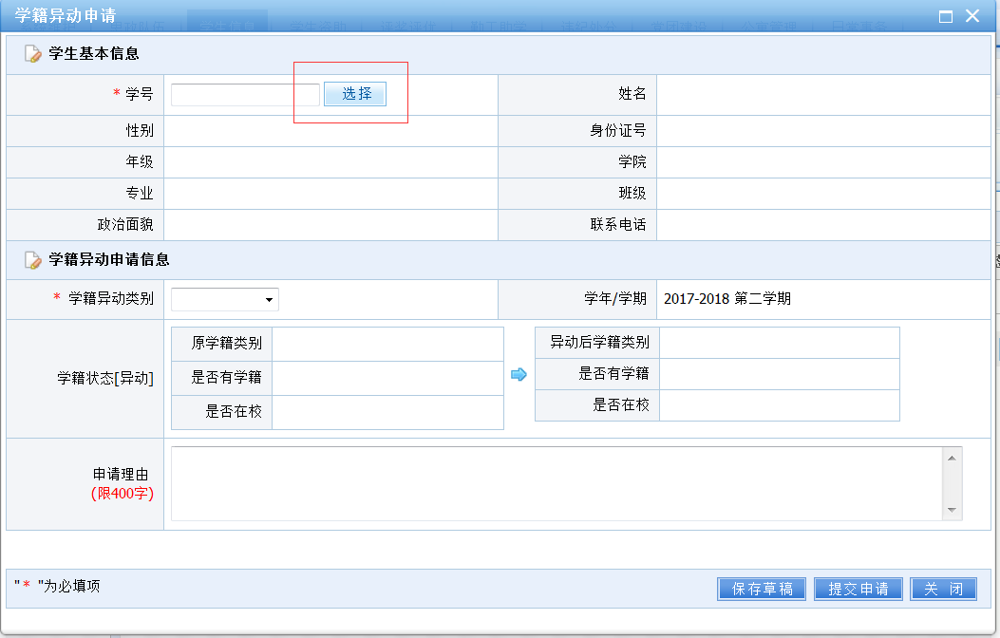 学籍异动申请
学生基本信息
* 学号 选择 姓名
性别 身份证号
年级 学院
专业 班级
政治面貌 联系电话
学籍异动申请信息
* 学籍异动类别 学年/学期 2017-2018 第二学期
学籍状态[异动]
原学籍类别 异动后学籍类别
是否有学籍 是否有学籍
是否在校 是否在校
申请理由
(限400字)
"* "为必填项 保存草稿 提交申请 关 闭